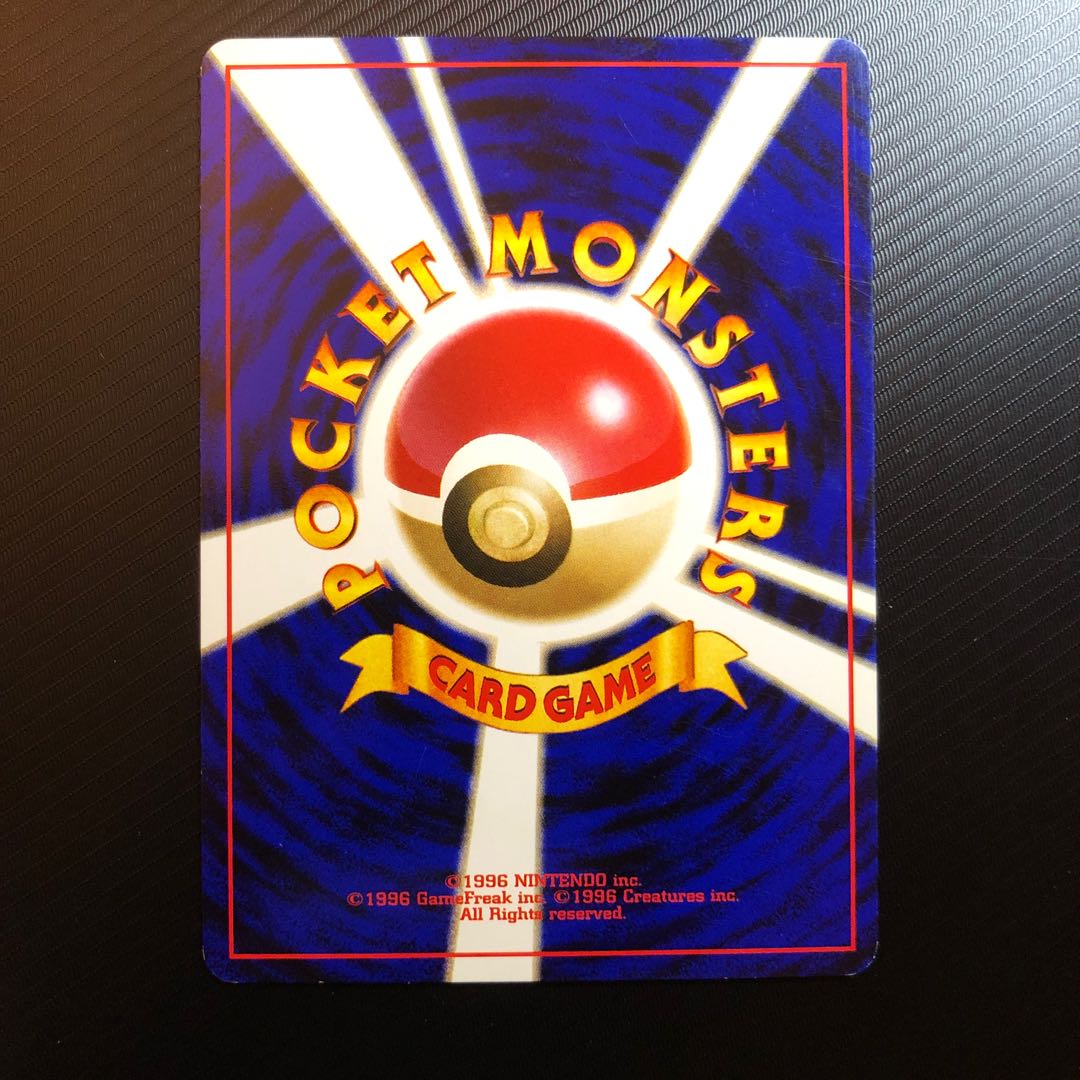 POCKET MONSTERS
CARD GAME
©1996 NINTENDO inc.
©1996 GameFreak inc. ©1996 Creatures inc.
All Rights reserved.